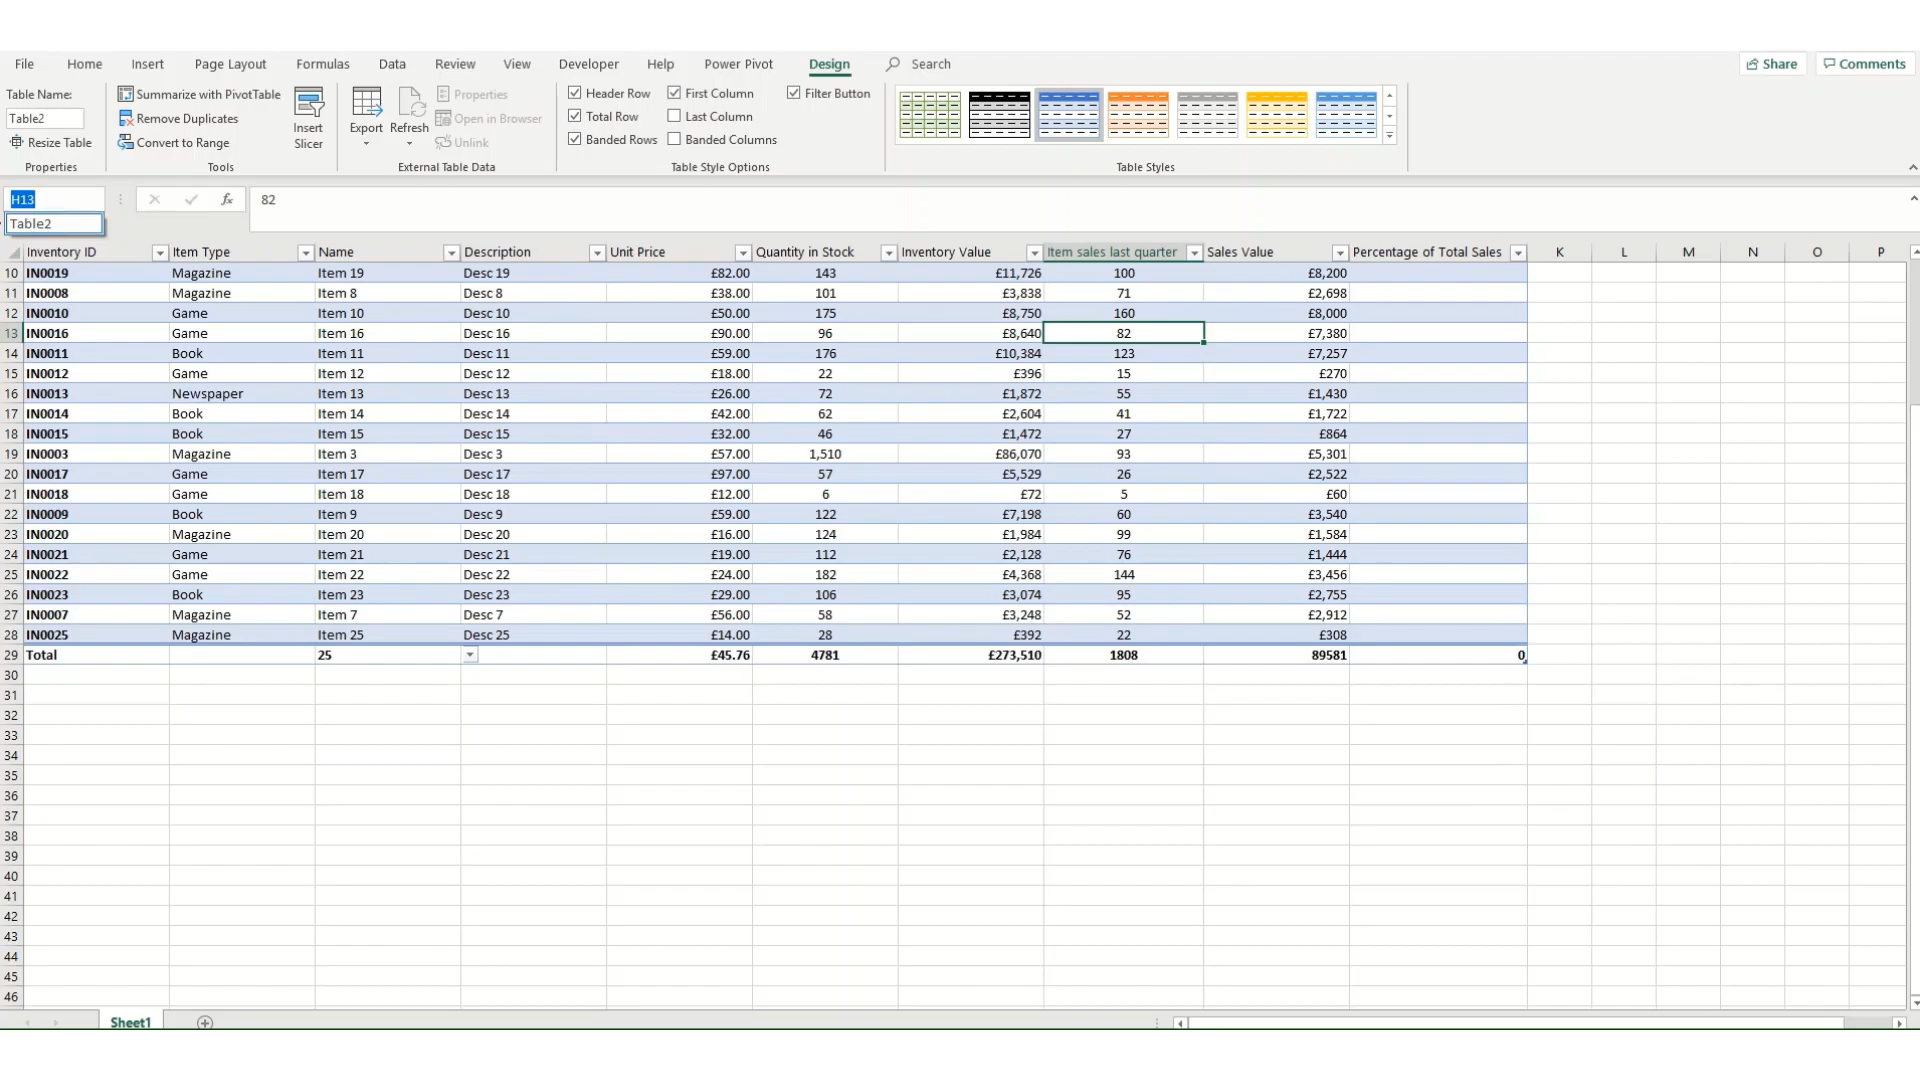 File Home Insert Page Layout Formulas Data Review View Developer Help Power Pivot Design Search Share Comments
Table Name: Summarize with PivotTable Properties Header Row First Column Filter Button
Table2 Remove Duplicates Insert Slicer Export Refresh Open in Browser Total Row Last Column
Resize Table Convert to Range Unlink Banded Rows Banded Columns
Properties Tools External Table Data Table Style Options Table Styles
H13 fx 82
Table2
Inventory ID Item Type Name Description Unit Price Quantity in Stock Inventory Value Item sales last quarter Sales Value Percentage of Total Sales K L M N O P
10 IN0019 Magazine Item 19 Desc 19 £82.00 143 £11,726 100 £8,200
11 IN0008 Magazine Item 8 Desc 8 £38.00 101 £3,838 71 £2,698
12 IN0010 Game Item 10 Desc 10 £50.00 175 £8,750 160 £8,000
13 IN0016 Game Item 16 Desc 16 £90.00 96 £8,640 82 £7,380
14 IN0011 Book Item 11 Desc 11 £59.00 176 £10,384 123 £7,257
15 IN0012 Game Item 12 Desc 12 £18.00 22 £396 15 £270
16 IN0013 Newspaper Item 13 Desc 13 £26.00 72 £1,872 55 £1,430
17 IN0014 Book Item 14 Desc 14 £42.00 62 £2,604 41 £1,722
18 IN0015 Book Item 15 Desc 15 £32.00 46 £1,472 27 £864
19 IN0003 Magazine Item 3 Desc 3 £57.00 1,510 £86,070 93 £5,301
20 IN0017 Game Item 17 Desc 17 £97.00 57 £5,529 26 £2,522
21 IN0018 Game Item 18 Desc 18 £12.00 6 £72 5 £60
22 IN0009 Book Item 9 Desc 9 £59.00 122 £7,198 60 £3,540
23 IN0020 Magazine Item 20 Desc 20 £16.00 124 £1,984 99 £1,584
24 IN0021 Game Item 21 Desc 21 £19.00 112 £2,128 76 £1,444
25 IN0022 Game Item 22 Desc 22 £24.00 182 £4,368 144 £3,456
26 IN0023 Book Item 23 Desc 23 £29.00 106 £3,074 95 £2,755
27 IN0007 Magazine Item 7 Desc 7 £56.00 58 £3,248 52 £2,912
28 IN0025 Magazine Item 25 Desc 25 £14.00 28 £392 22 £308
29 Total 25 £45.76 4781 £273,510 1808 89581 0
30
31
32
33
34
35
36
37
38
39
40
41
42
43
44
45
46
Sheet1